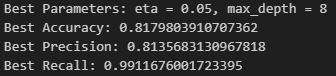 Best Parameters: eta = 0.05, max_depth = 8
Best Accuracy: 0.8179803910707362
Best Precision: 0.8135683130967818
Best Recall: 0.9911676001723395